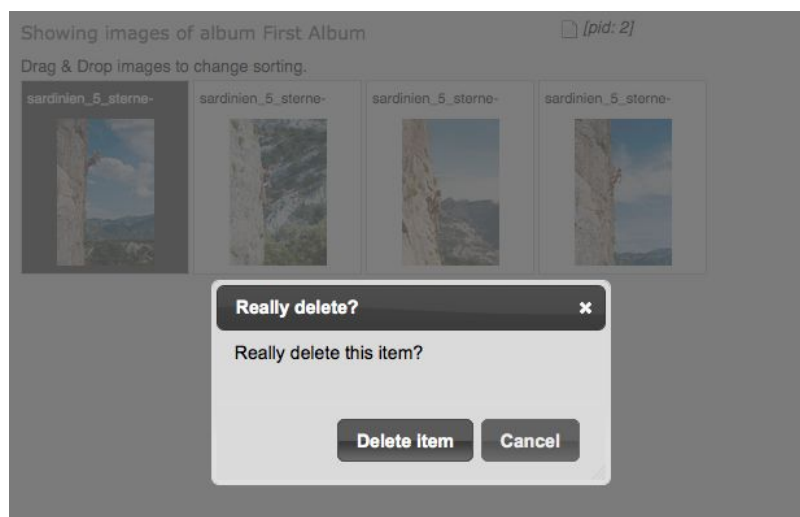 Showing images of album First Album
[pid: 2]
Drag & Drop images to change sorting.
sardinien_5_sterne-
sardinien_5_sterne-
sardinien_5_sterne-
sardinien_5_sterne-
Really delete?
Really delete this item?
Delete item
Cancel